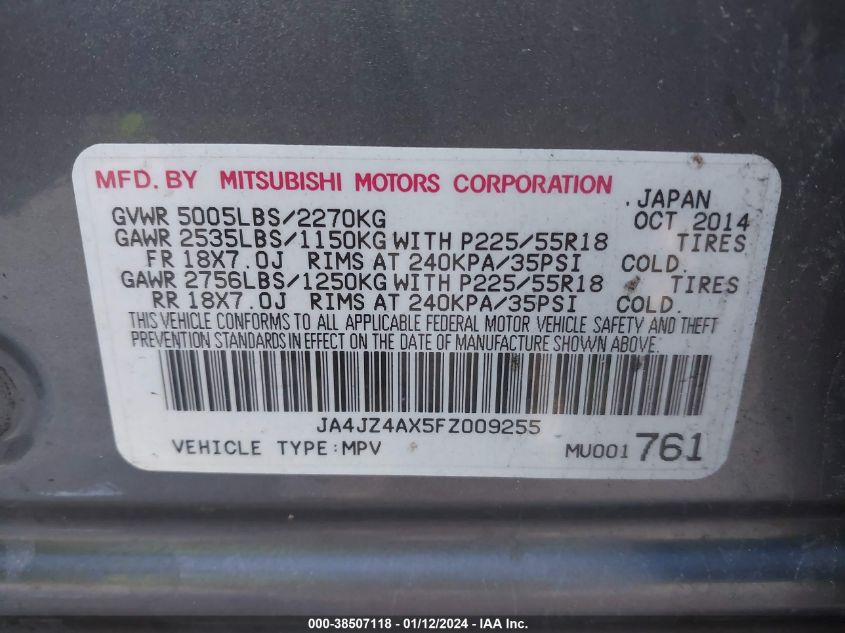 MFD. BY MITSUBISHI MOTORS CORPORATION
. JAPAN
GVWR 5005LBS/2270KG OCT 2014
GAWR 2535LBS/1150KG WITH P225/55R18 TIRES
FR 18X7.0J RIMS AT 240KPA/35PSI COLD.
GAWR 2756LBS/1250KG WITH P225/55R18 TIRES
RR 18X7.0J RIMS AT 240KPA/35PSI COLD.
THIS VEHICLE CONFORMS TO ALL APPLICABLE FEDERAL MOTOR VEHICLE SAFETY AND THEFT
PREVENTION STANDARDS IN EFFECT ON THE DATE OF MANUFACTURE SHOWN ABOVE.
JA4JZ4AX5FZ009255
VEHICLE TYPE:MPV MU001 761
000-38507118 - 01/12/2024 - IAA Inc.